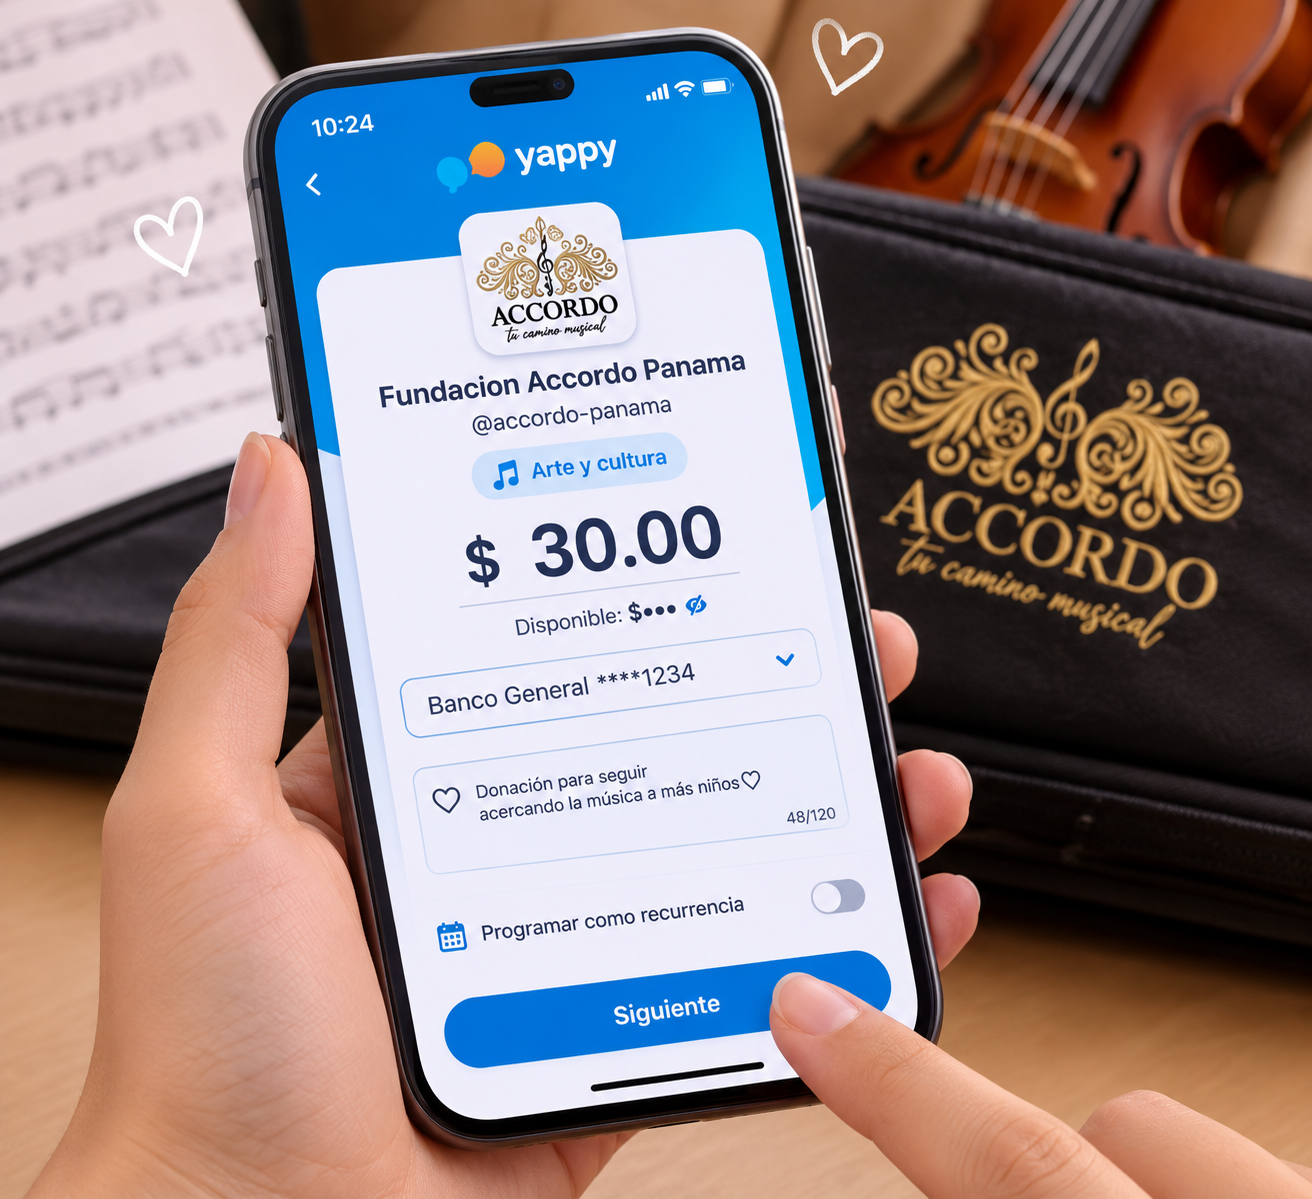 10:24
yappy
ACCORDO
tu camino musical
Fundacion Accordo Panama
@accordo-panama
Arte y cultura
$ 30.00
Disponible: $•••
Banco General ****1234
Donación para seguir
acercando la música a más niños♡
48/120
Programar como recurrencia
Siguiente
ACCORDO
tu camino musical